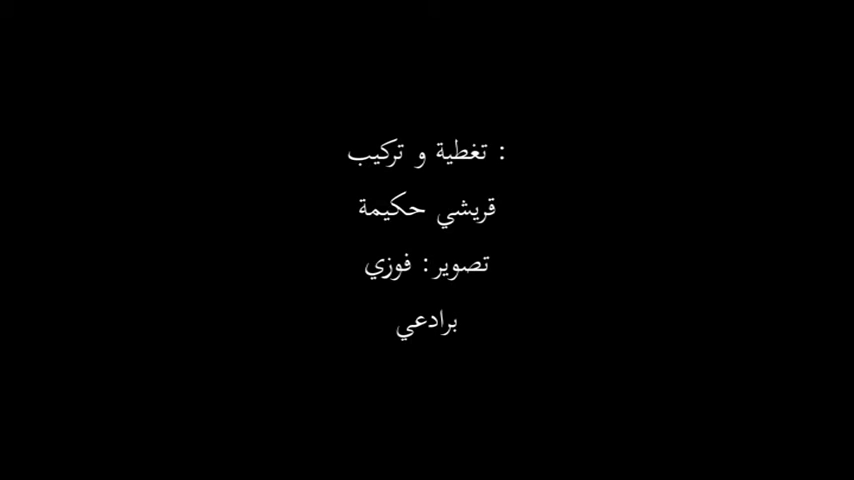 : تغطية و تركيب
قريشي حكيمة
تصوير: فوزي
برادعي